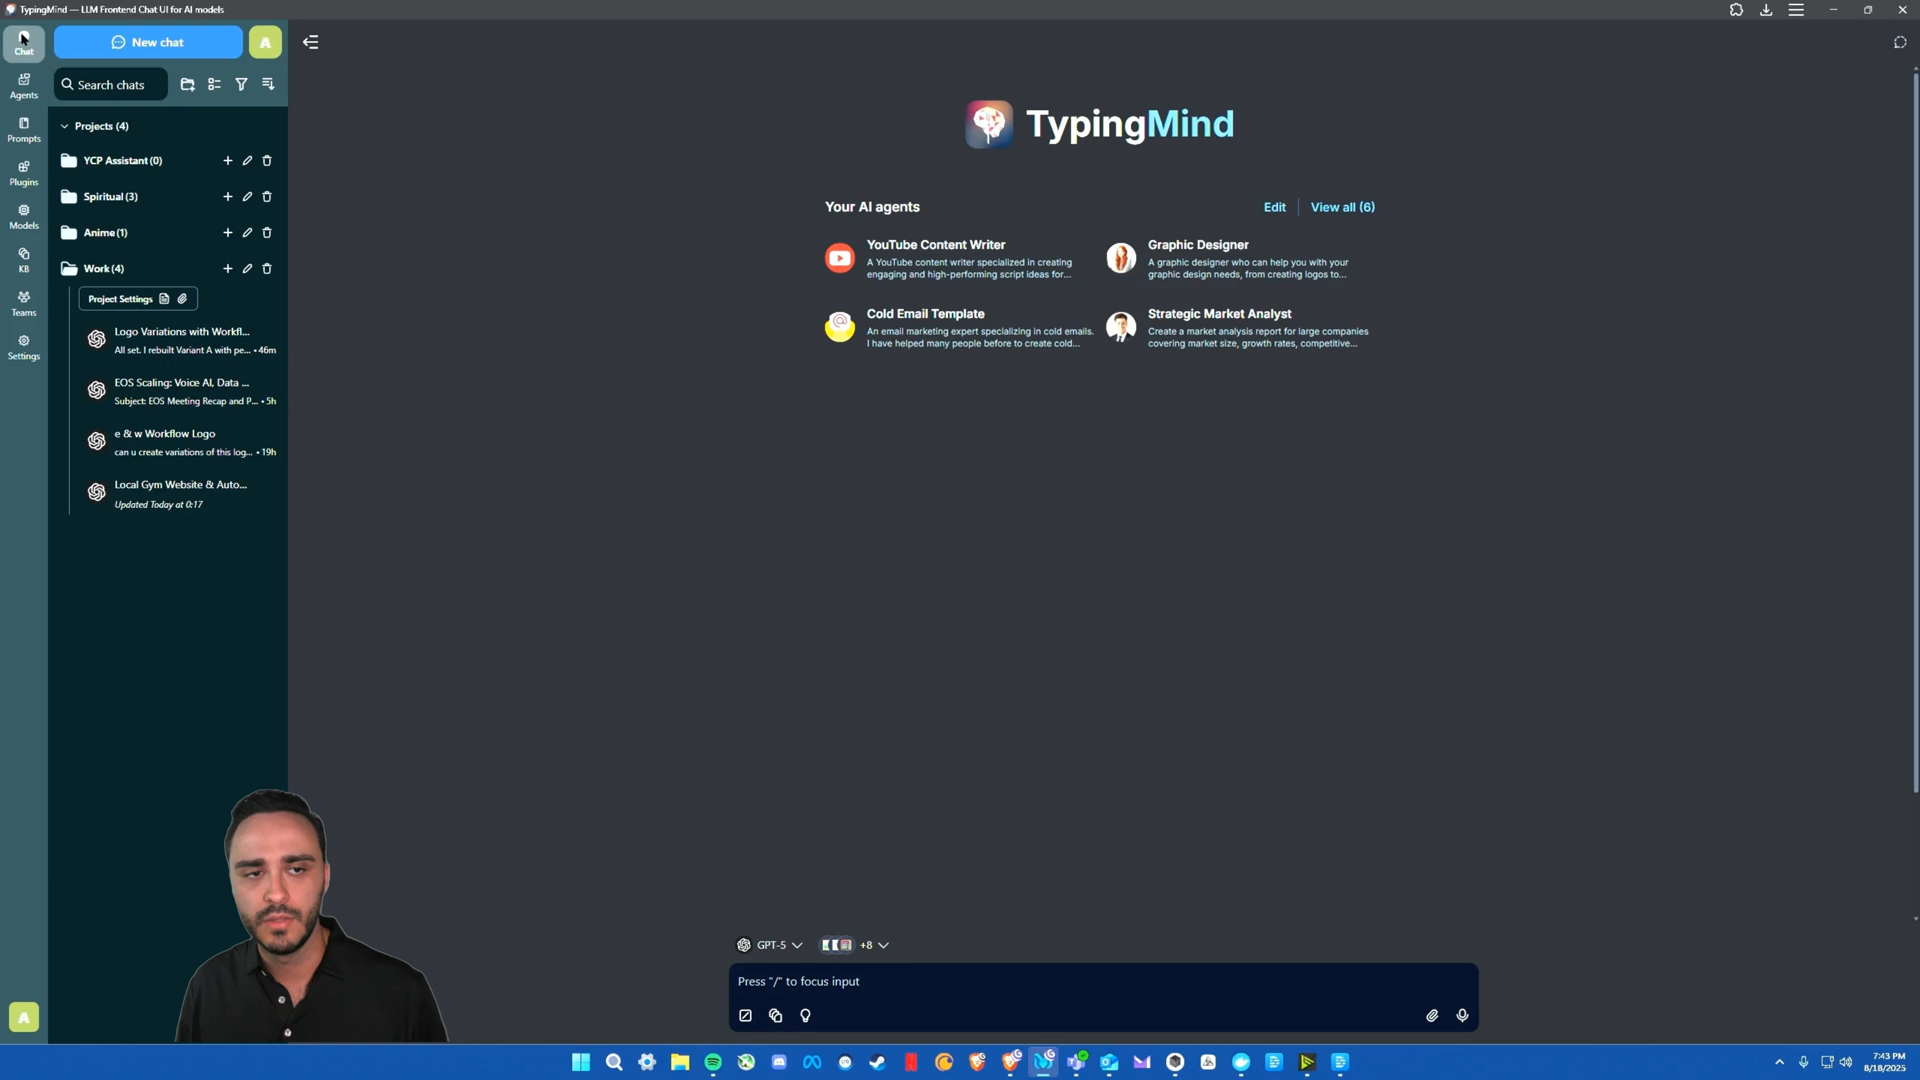 TypingMind — LLM Frontend Chat UI for AI models
Chat
Agents
Prompts
Plugins
Models
KB
Teams
Settings
A
New chat
A
Search chats
Projects (4)
YCP Assistant (0)
Spiritual (3)
Anime (1)
Work (4)
Project Settings
Logo Variations with Workfl...
All set. I rebuilt Variant A with pe... • 46m
EOS Scaling: Voice AI, Data ...
Subject: EOS Meeting Recap and P... • 5h
e & w Workflow Logo
can u create variations of this log... • 19h
Local Gym Website & Auto...
Updated Today at 0:17
TypingMind
Your AI agents
Edit
View all (6)
YouTube Content Writer
A YouTube content writer specialized in creating
engaging and high-performing script ideas for...
Graphic Designer
A graphic designer who can help you with your
graphic design needs, from creating logos to...
Cold Email Template
An email marketing expert specializing in cold emails.
I have helped many people before to create cold...
Strategic Market Analyst
Create a market analysis report for large companies
covering market size, growth rates, competitive...
GPT-5
+8
Press "/" to focus input
7:43 PM
8/18/2025